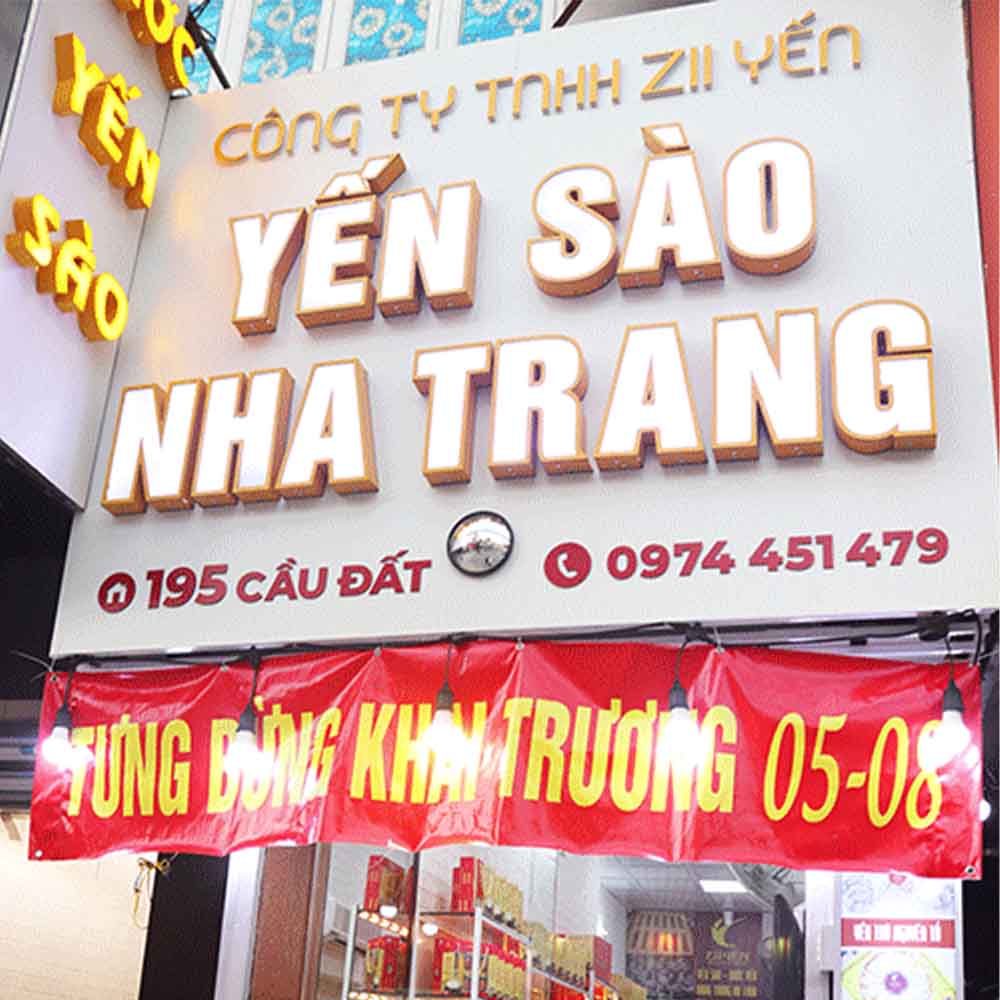 YẾN
SÀO
CÔNG TY TNHH ZII YẾN
YẾN SÀO
NHA TRANG
195 CẦU ĐẤT
0974 451 479
TƯNG BỪNG KHAI TRƯƠNG 05-08